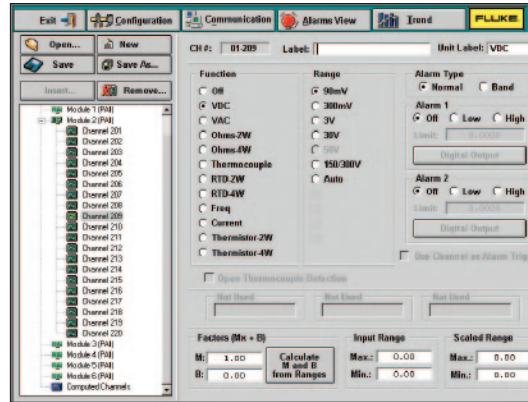 Exit Configuration Communication Alarms View Trend FLUKE
Open... New
Save Save As...
Insert... Remove...
Module 1 (PAI)
Module 2 (PAI)
Channel 201
Channel 202
Channel 203
Channel 204
Channel 205
Channel 206
Channel 207
Channel 208
Channel 209
Channel 210
Channel 211
Channel 212
Channel 213
Channel 214
Channel 215
Channel 216
Channel 217
Channel 218
Channel 219
Channel 220
Module 3 (PAI)
Module 4 (PAI)
Module 5 (PAI)
Module 6 (PAI)
Computed Channels
CH #: 01-209 Label: Unit Label: VDC
Function
Off
VDC
VAC
Ohms-2W
Ohms-4W
Thermocouple
RTD-2W
RTD-4W
Freq
Current
Thermistor-2W
Thermistor-4W
Range
90mV
300mV
3V
30V
50V
150/300V
Auto
Alarm Type
Normal Band
Alarm 1
Off Low High
Limit: 0.0000
Digital Output
Alarm 2
Off Low High
Limit: 0.0000
Digital Output
Use Channel as Alarm Trig
Open Thermocouple Detection
Not Used Not Used Not Used
Factors (Mx + B)
M: 1.00
B: 0.00
Calculate
M and B
from Ranges
Input Range
Max.: 0.00
Min.: 0.00
Scaled Range
Max.: 0.00
Min.: 0.00